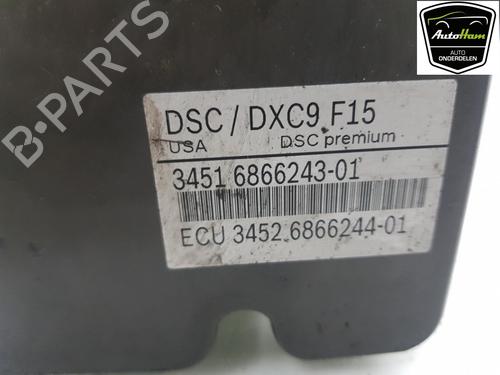 AutoHam
AUTO
ONDERDELEN
B-PARTS
DSC / DXC9 F15
USA DSC premium
3451 6866243-01
ECU 3452 6866244-01